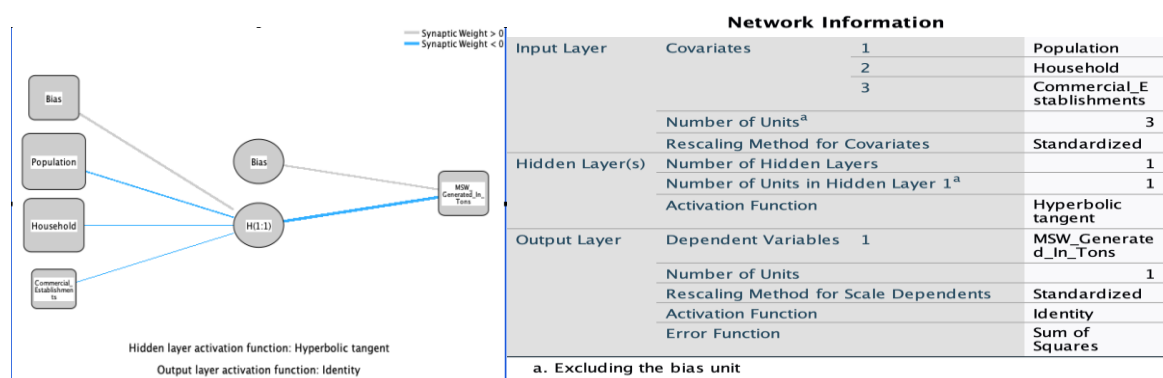 Synaptic Weight > 0
Synaptic Weight < 0
Bias
Population
Bias
MSW_
Generated_In_
Tons
Household
H(1:1)
Commercial_
Establishmen
ts
Hidden layer activation function: Hyperbolic tangent
Output layer activation function: Identity
Network Information
Input Layer Covariates 1 Population
2 Household
3 Commercial_E
stablishments
Number of Unitsᵃ 3
Rescaling Method for Covariates Standardized
Hidden Layer(s) Number of Hidden Layers 1
Number of Units in Hidden Layer 1ᵃ 1
Activation Function Hyperbolic
tangent
Output Layer Dependent Variables 1 MSW_Generate
d_In_Tons
Number of Units 1
Rescaling Method for Scale Dependents Standardized
Activation Function Identity
Error Function Sum of
Squares
a. Excluding the bias unit